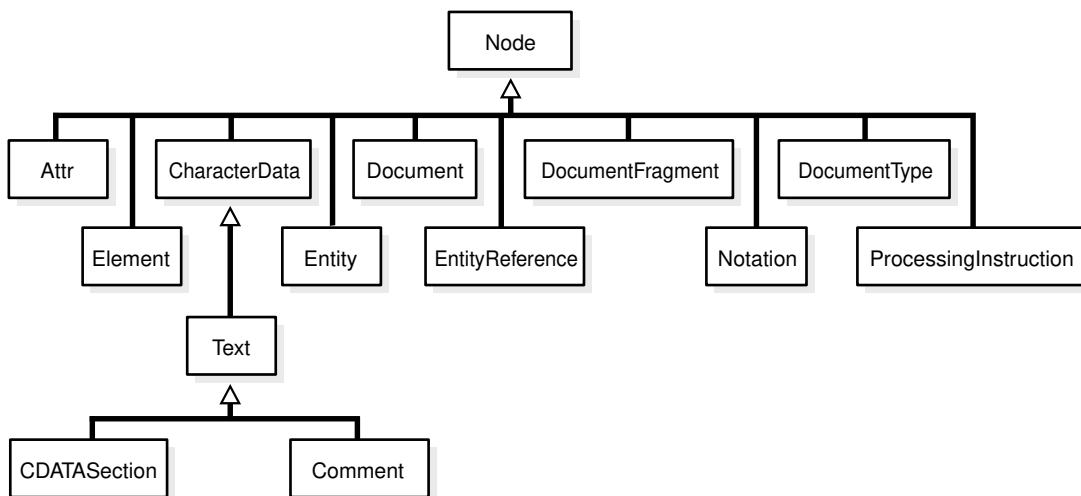 Node
Attr
CharacterData
Document
DocumentFragment
DocumentType
Element
Entity
EntityReference
Notation
ProcessingInstruction
Text
CDATASection
Comment